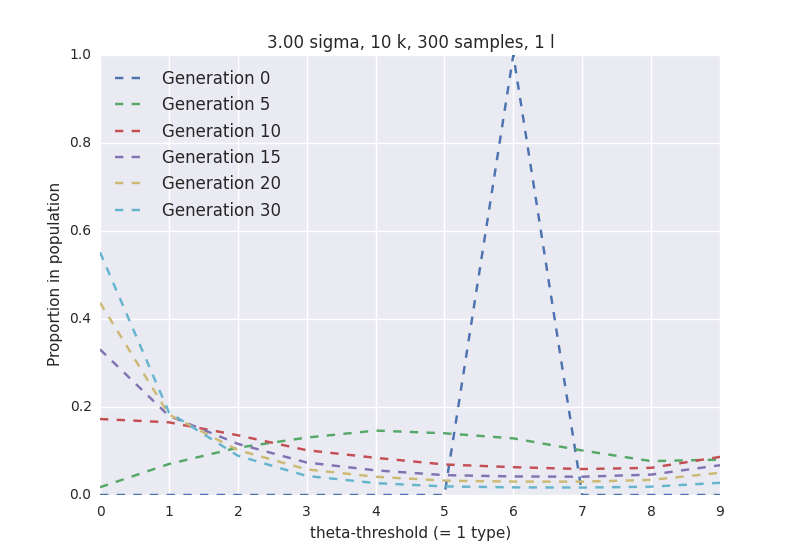 3.00 sigma, 10 k, 300 samples, 1 l
1.0
0.8
0.6
0.4
0.2
0.0
Proportion in population
Generation 0
Generation 5
Generation 10
Generation 15
Generation 20
Generation 30
0 1 2 3 4 5 6 7 8 9
theta-threshold (= 1 type)